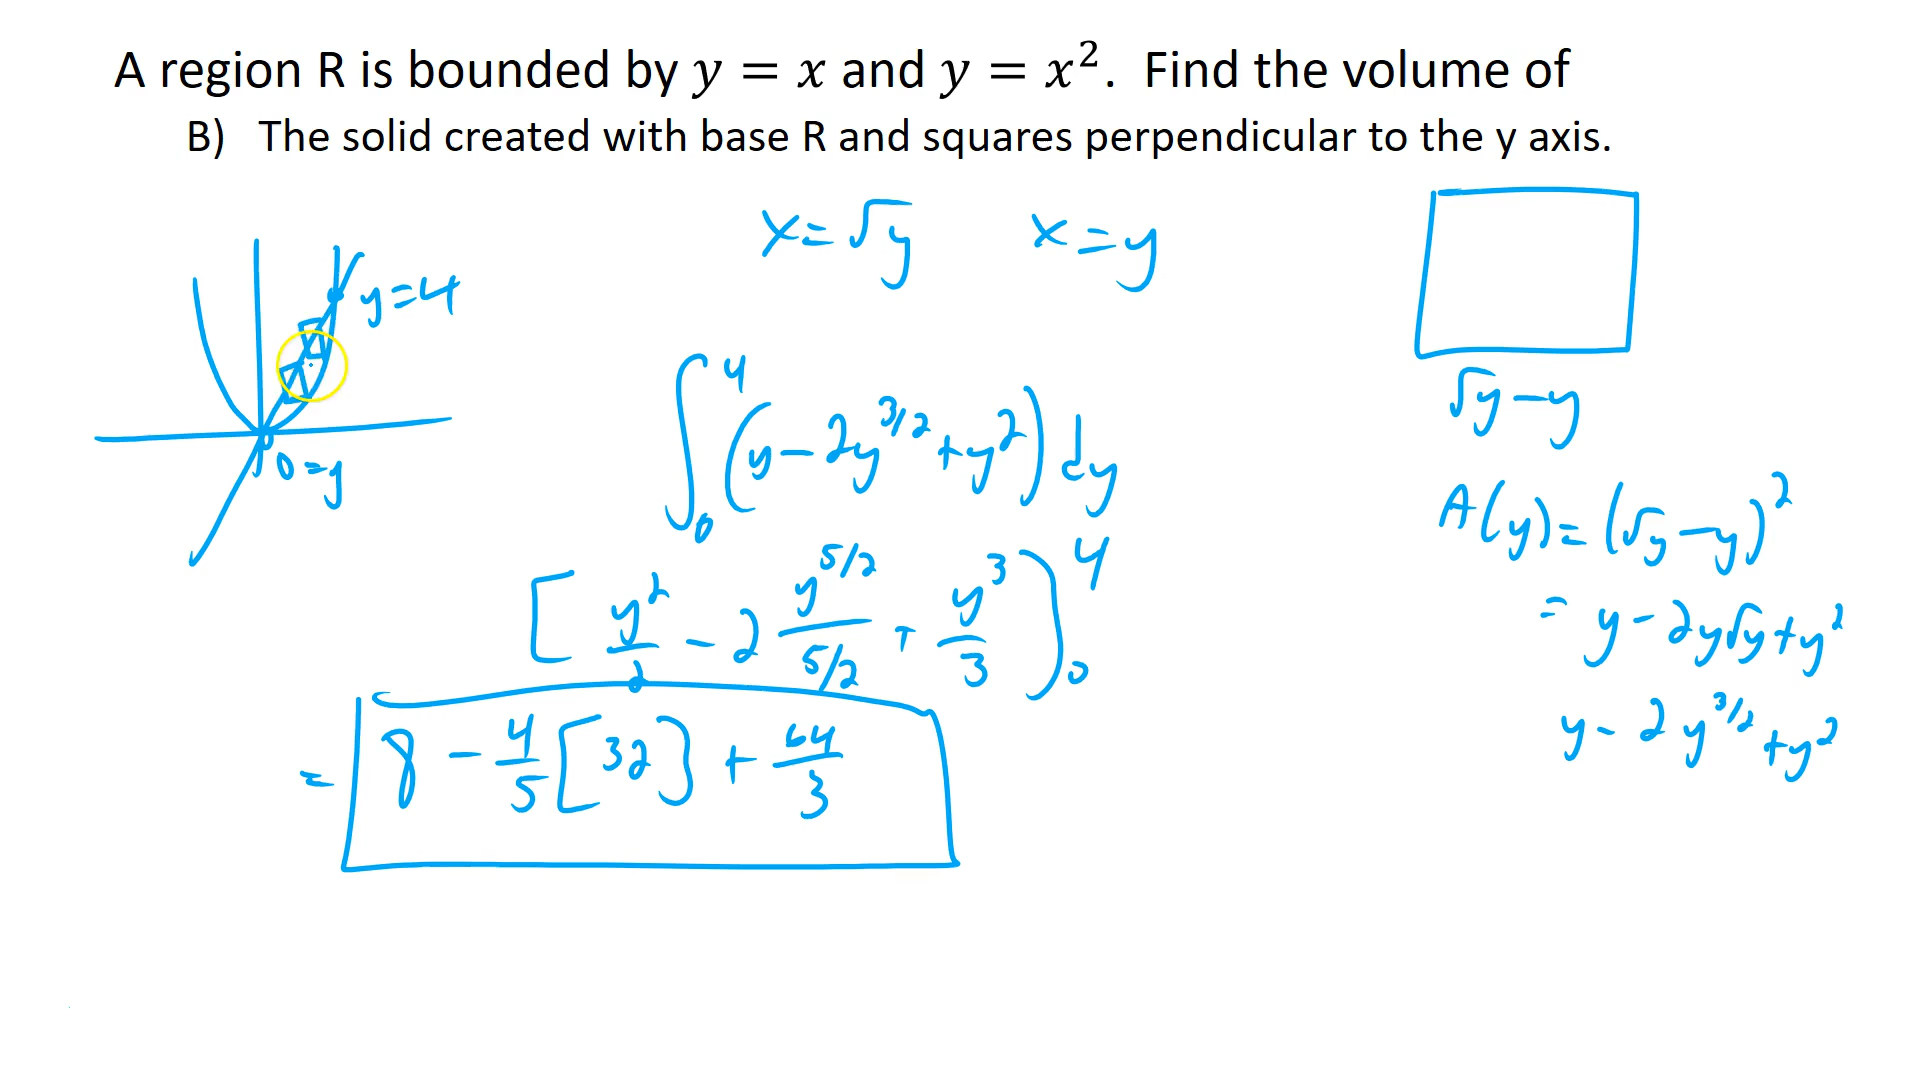 A region R is bounded by y = x and y = x². Find the volume of
B) The solid created with base R and squares perpendicular to the y axis.
x=√y x=y
y=4
0=y
∫₀⁴ (y-2y^3/2+y²) dy
[y²/2 - 2 y^5/2/5/2 + y³/3]₀⁴
= 8 - 4/5 [32] + 64/3
√y-y
A(y)=(√y-y)²
= y-2y√y+y²
y-2y^3/2+y²